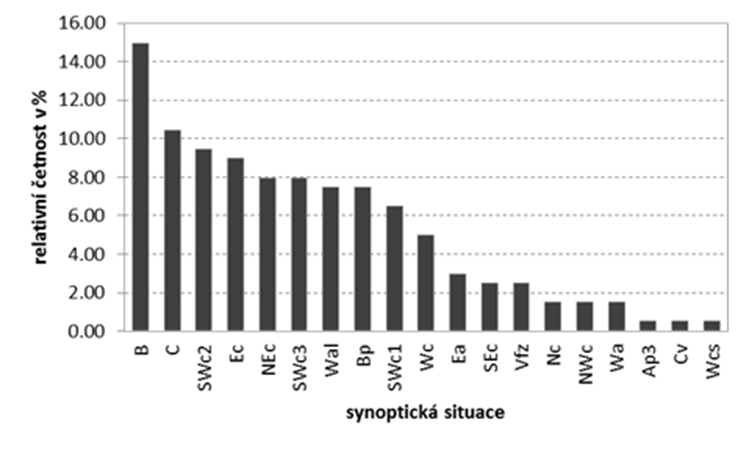 relativní četnost v %
16.00
14.00
12.00
10.00
8.00
6.00
4.00
2.00
0.00
B
C
SWc2
Ec
NEc
SWc3
Wal
Bp
SWc1
Wc
Ea
SEc
Vfz
Nc
NWc
Wa
Ap3
Cv
Wcs
synoptická situace